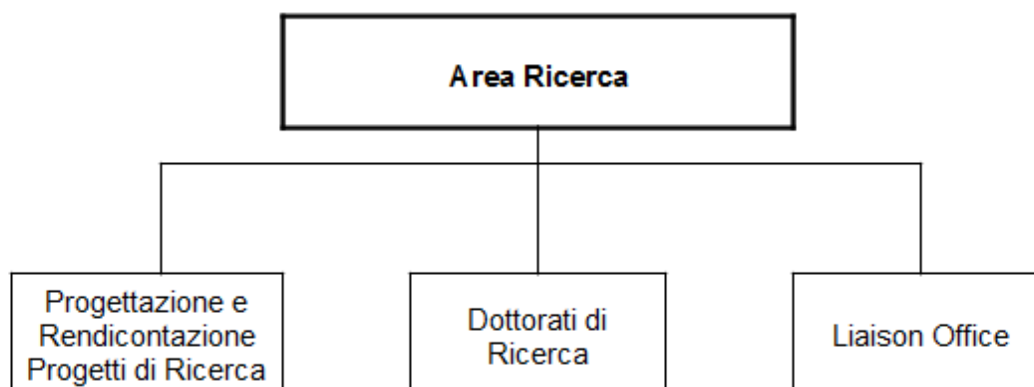 Area Ricerca
Progettazione e
Rendicontazione
Progetti di Ricerca
Dottorati di
Ricerca
Liaison Office